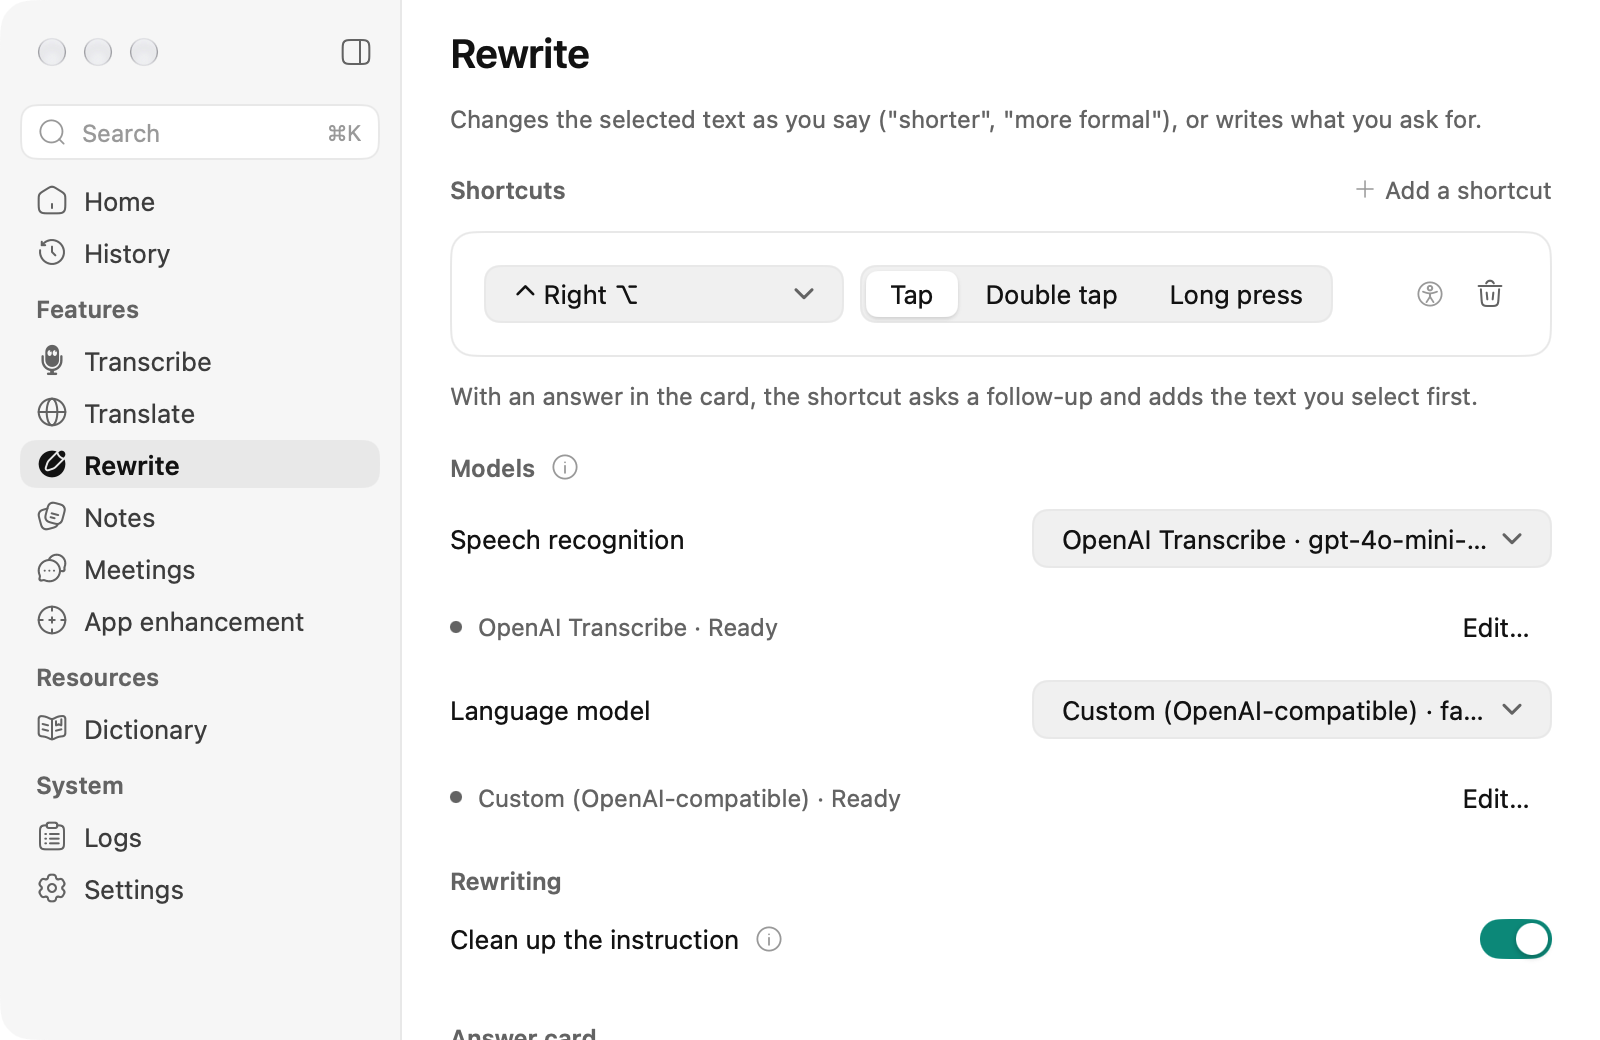 Search ⌘K
Home
History
Features
Transcribe
Translate
Rewrite
Notes
Meetings
App enhancement
Resources
Dictionary
System
Logs
Settings
Rewrite
Changes the selected text as you say ("shorter", "more formal"), or writes what you ask for.
Shortcuts
+ Add a shortcut
^ Right ⌥
Tap
Double tap
Long press
With an answer in the card, the shortcut asks a follow-up and adds the text you select first.
Models
Speech recognition
OpenAI Transcribe · gpt-4o-mini-...
OpenAI Transcribe · Ready
Edit...
Language model
Custom (OpenAI-compatible) · fa...
Custom (OpenAI-compatible) · Ready
Edit...
Rewriting
Clean up the instruction
Answer card